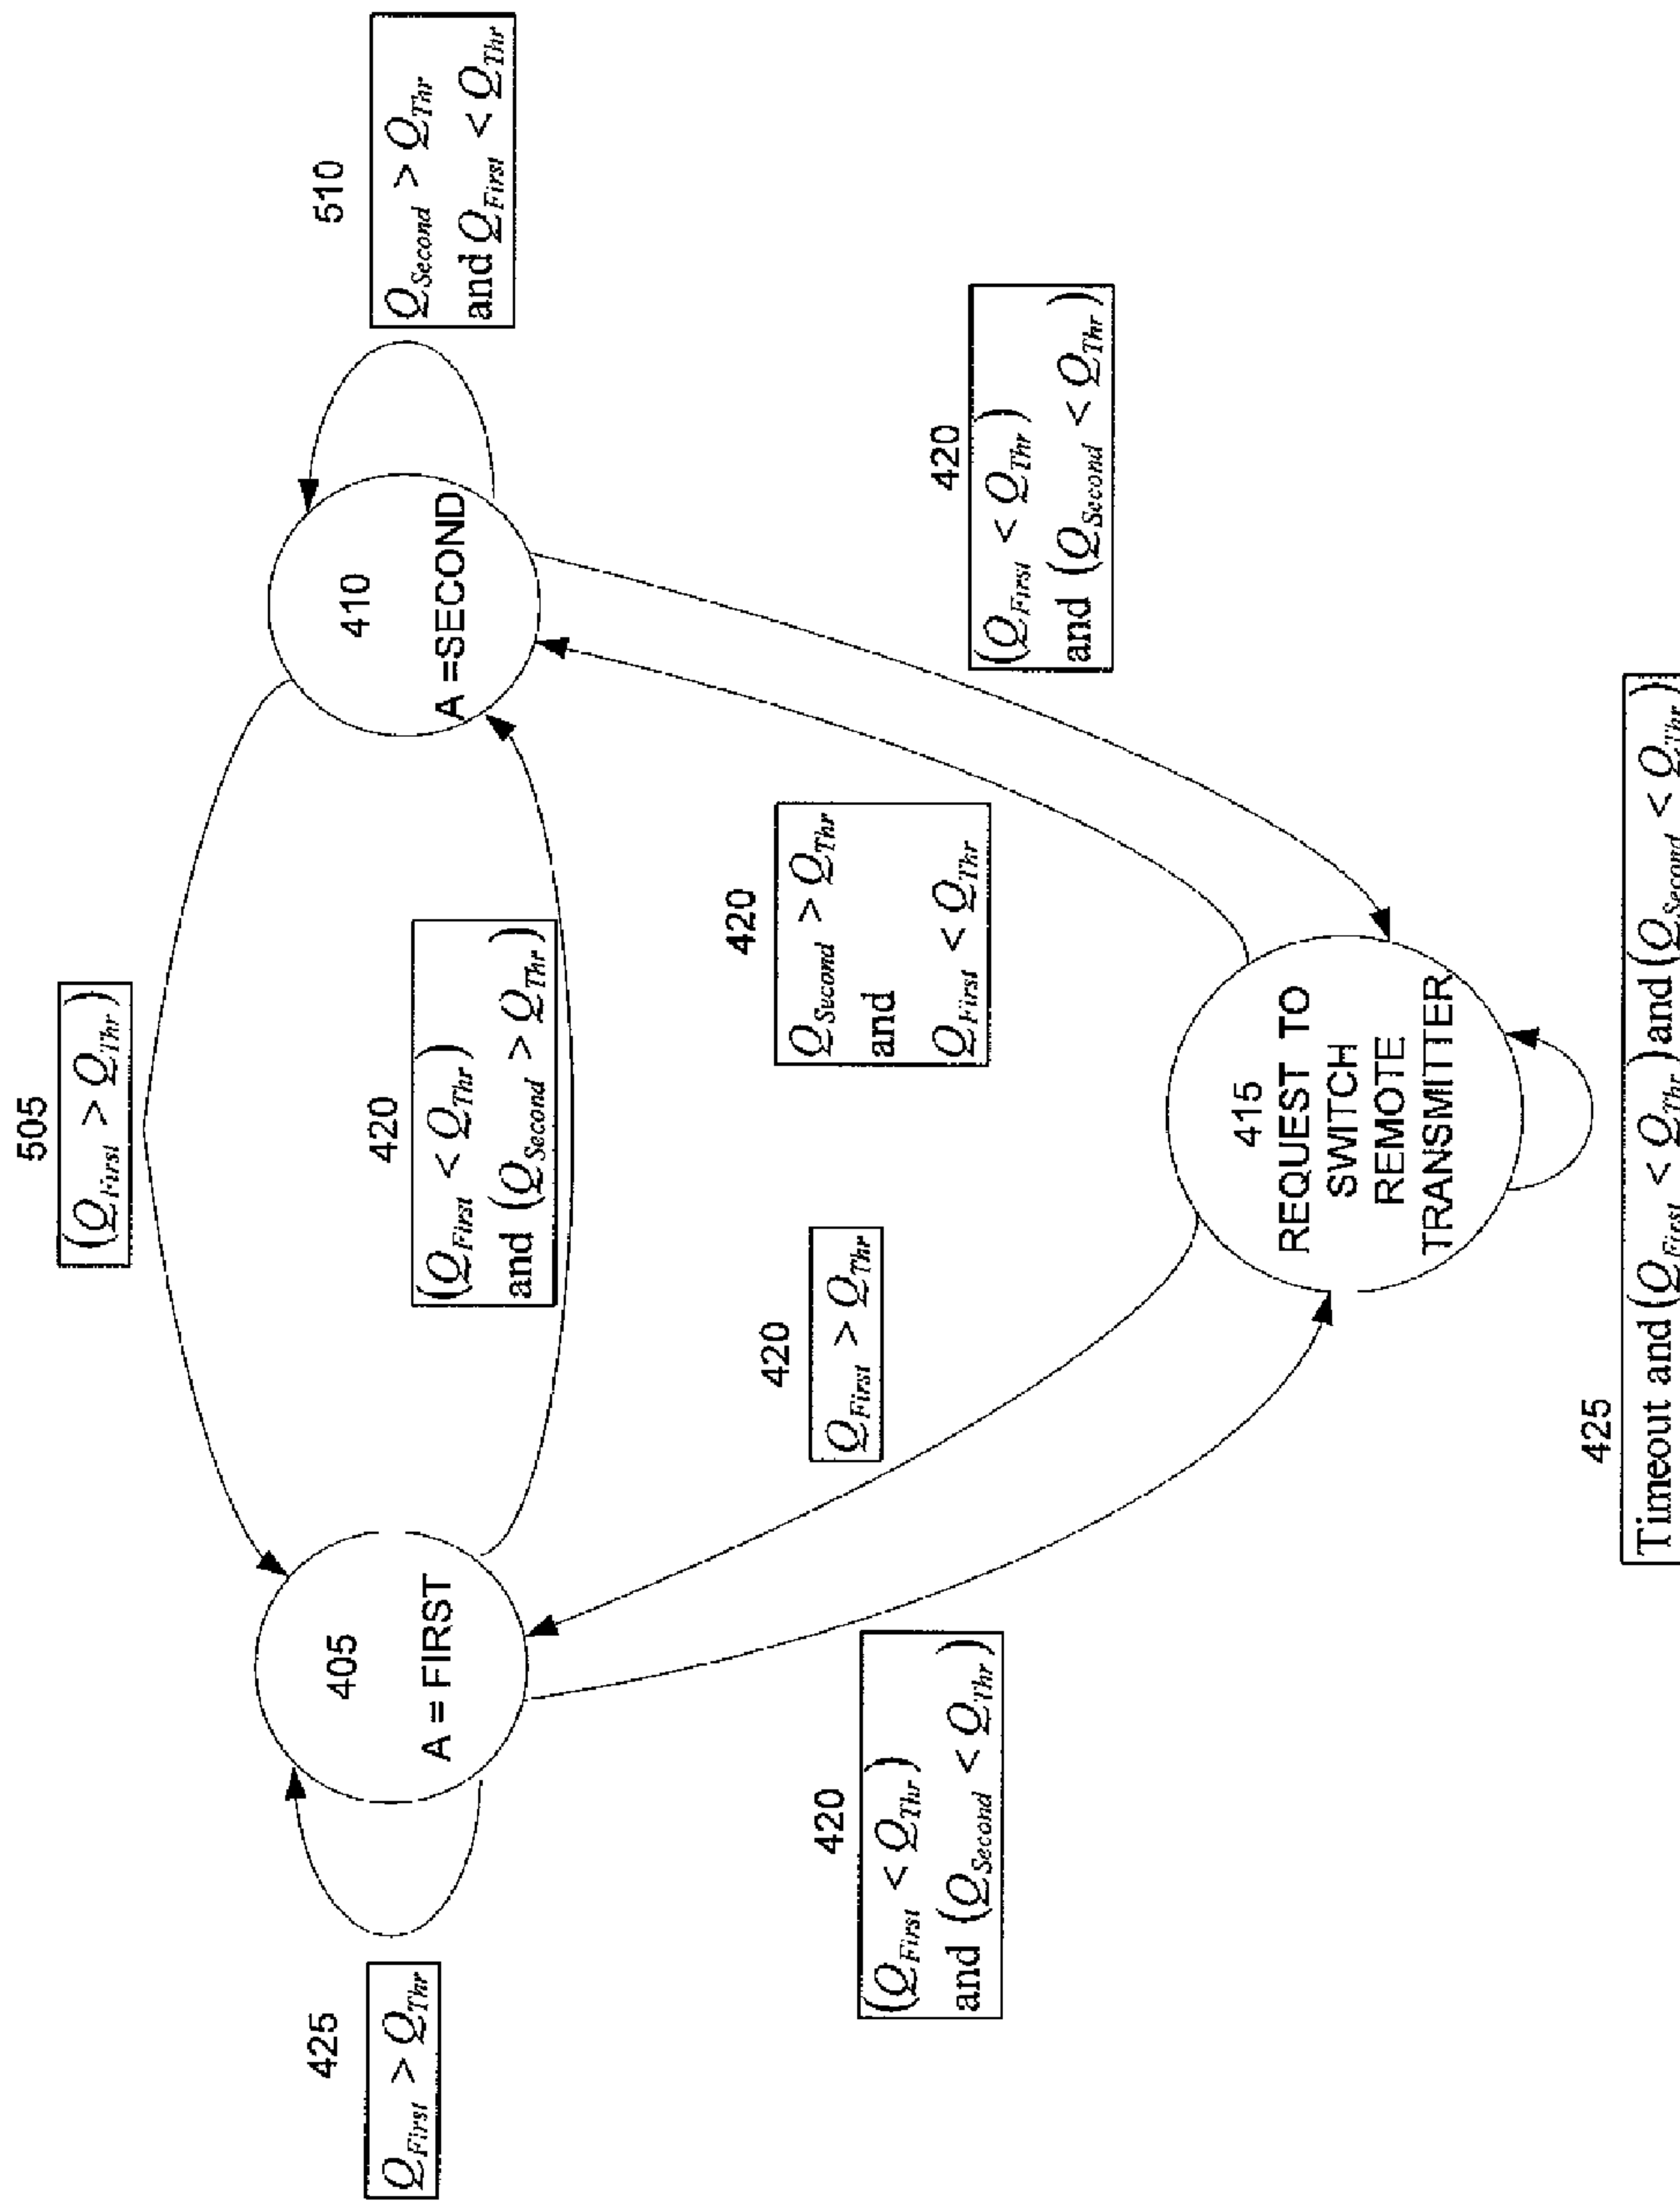 505
(Q_First > Q_Thr)
425
Q_First > Q_Thr
405
A = FIRST
420
(Q_First < Q_Thr)
and (Q_Second > Q_Thr)
410
A =SECOND
510
Q_Second > Q_Thr
and Q_First < Q_Thr
420
Q_First > Q_Thr
420
Q_Second > Q_Thr
and
Q_First < Q_Thr
420
(Q_First < Q_Thr)
and (Q_Second < Q_Thr)
420
(Q_First < Q_Thr)
and (Q_Second < Q_Thr)
415
REQUEST TO
SWITCH
REMOTE
TRANSMITTER
425
Timeout and (Q_First < Q_Thr) and (Q_Second < Q_Thr)